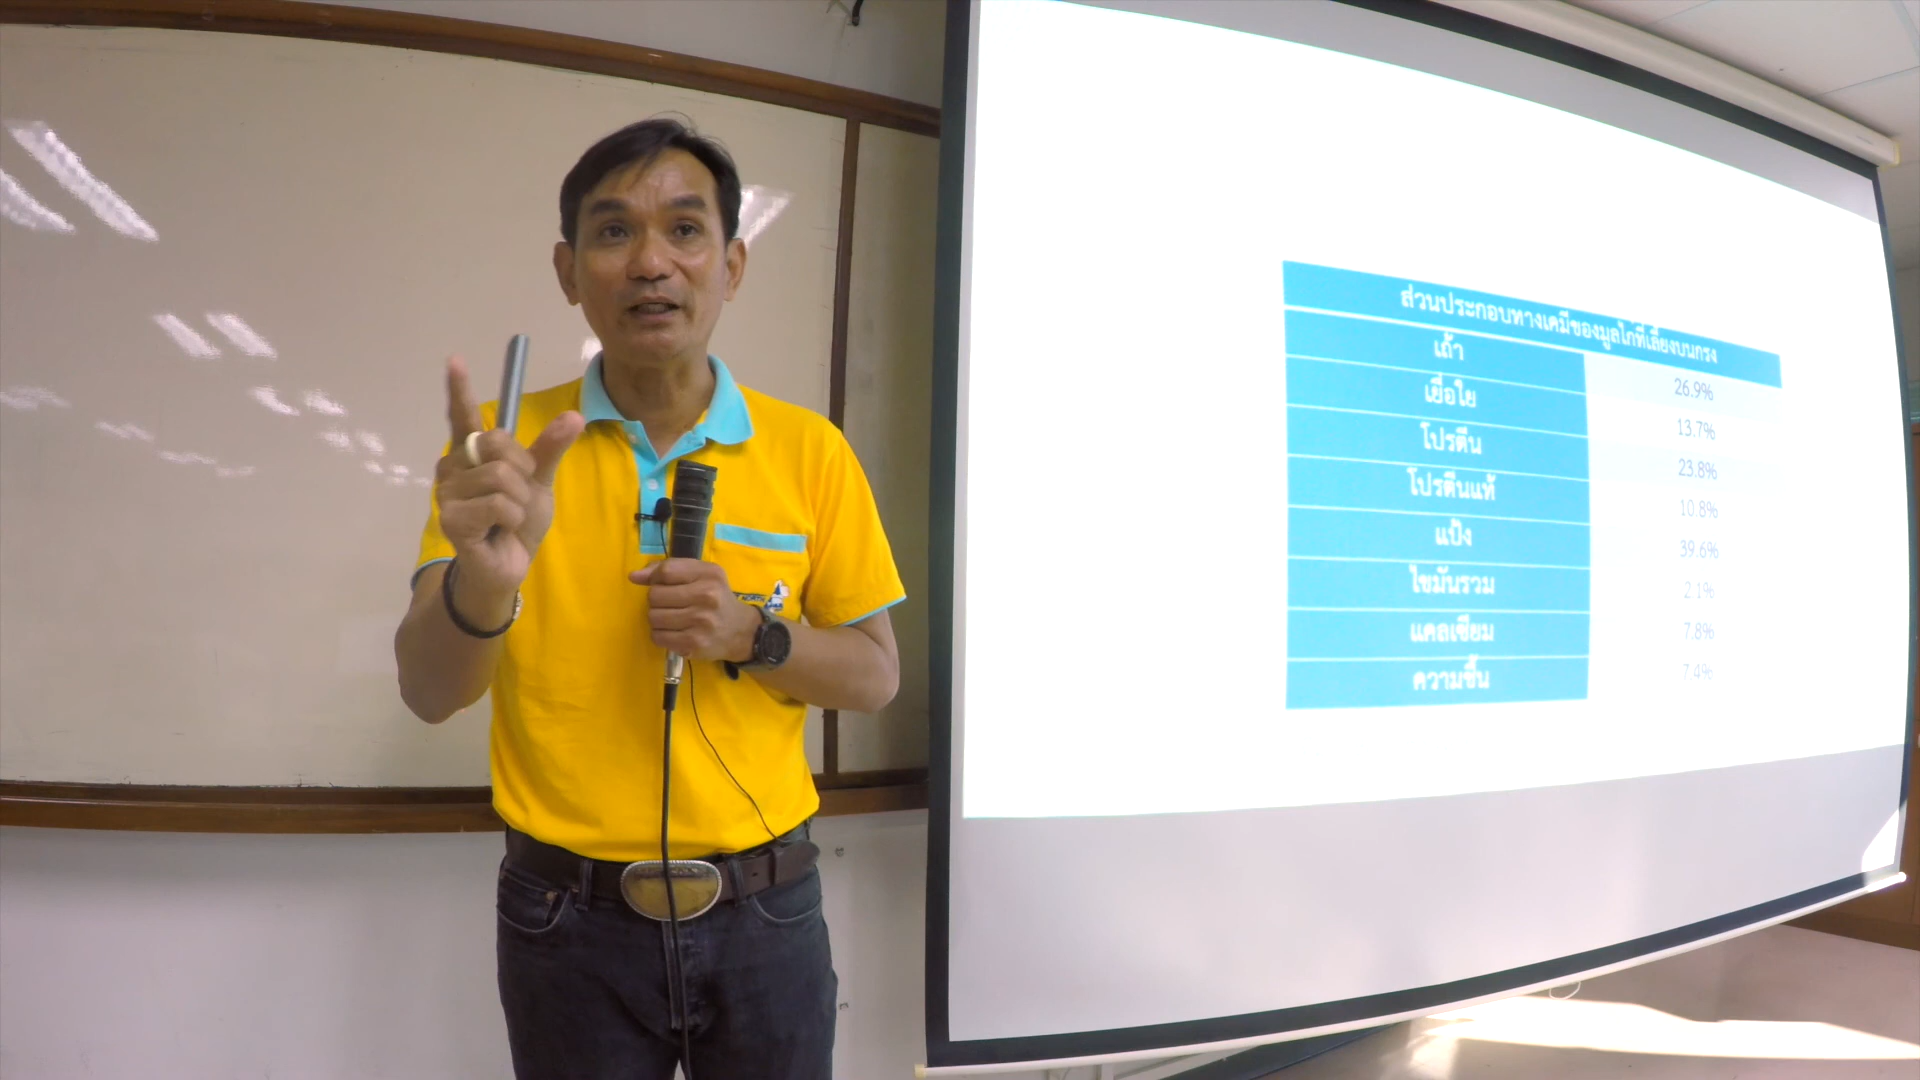 ส่วนประกอบทางเคมีของมูลไก่ที่เลี้ยงบนกรง
เถ้า 26.9%
เยื่อใย 13.7%
โปรตีน 23.8%
โปรตีนแท้ 10.8%
แป้ง 39.6%
ไขมันรวม 2.1%
แคลเซียม 7.8%
ความชื้น 7.4%